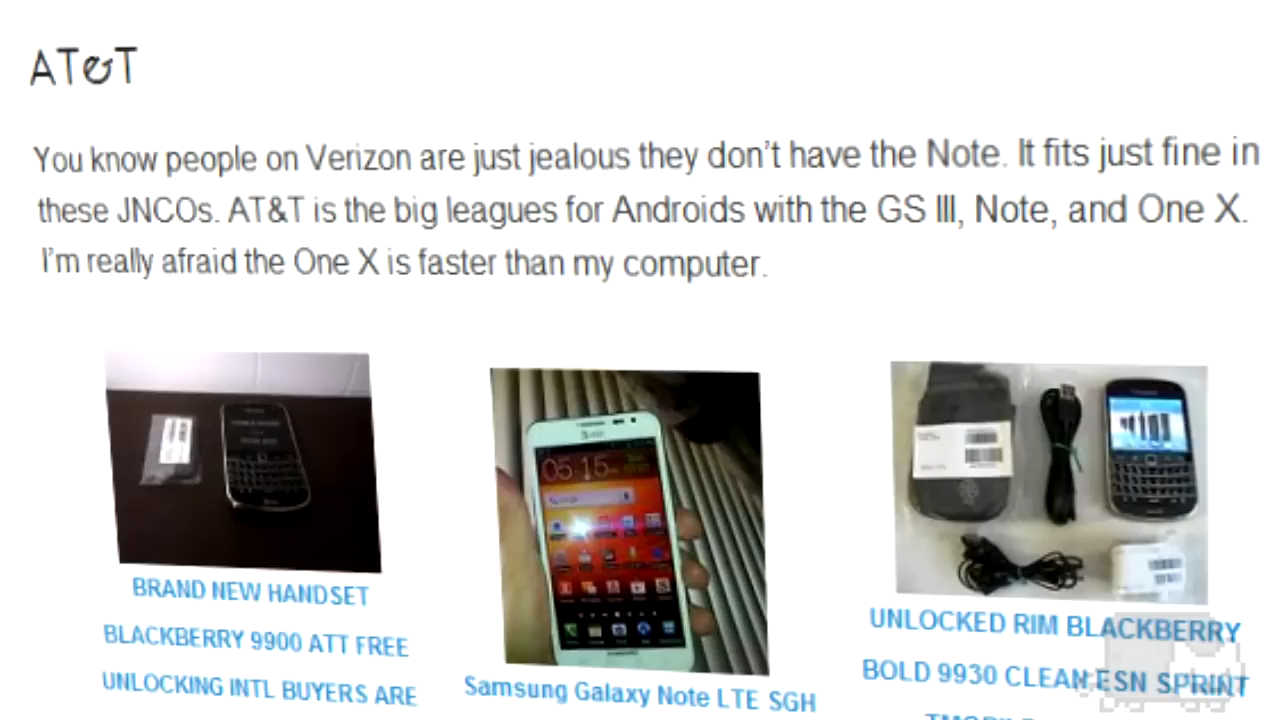 AT&T
You know people on Verizon are just jealous they don't have the Note. It fits just fine in
these JNCOs. AT&T is the big leagues for Androids with the GS III, Note, and One X.
I'm really afraid the One X is faster than my computer.
05:15
BRAND NEW HANDSET
BLACKBERRY 9900 ATT FREE
UNLOCKING INTL BUYERS ARE
Samsung Galaxy Note LTE SGH
UNLOCKED RIM BLACKBERRY
BOLD 9930 CLEAN ESN SPRINT